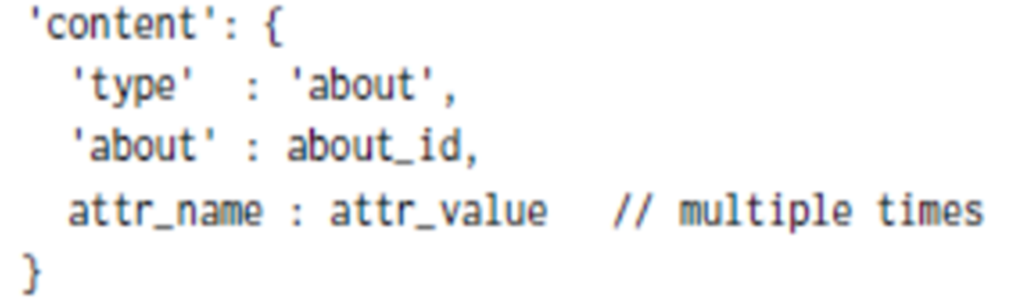 'content': {
  'type'  : 'about',
  'about' : about_id,
  attr_name : attr_value   // multiple times
}